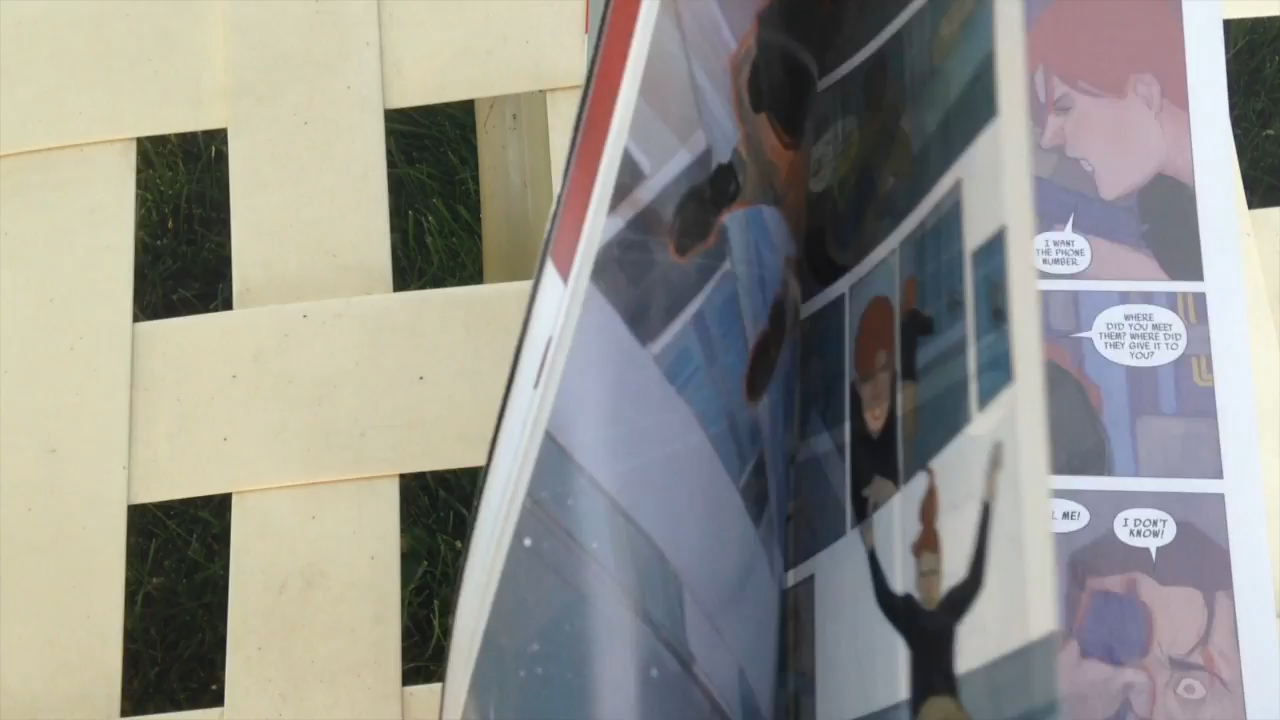 I WANT
THE PHONE
NUMBER.
WHERE
DID YOU MEET
THEM? WHERE DID
THEY GIVE IT TO
YOU?
L ME!
I DON'T
KNOW!